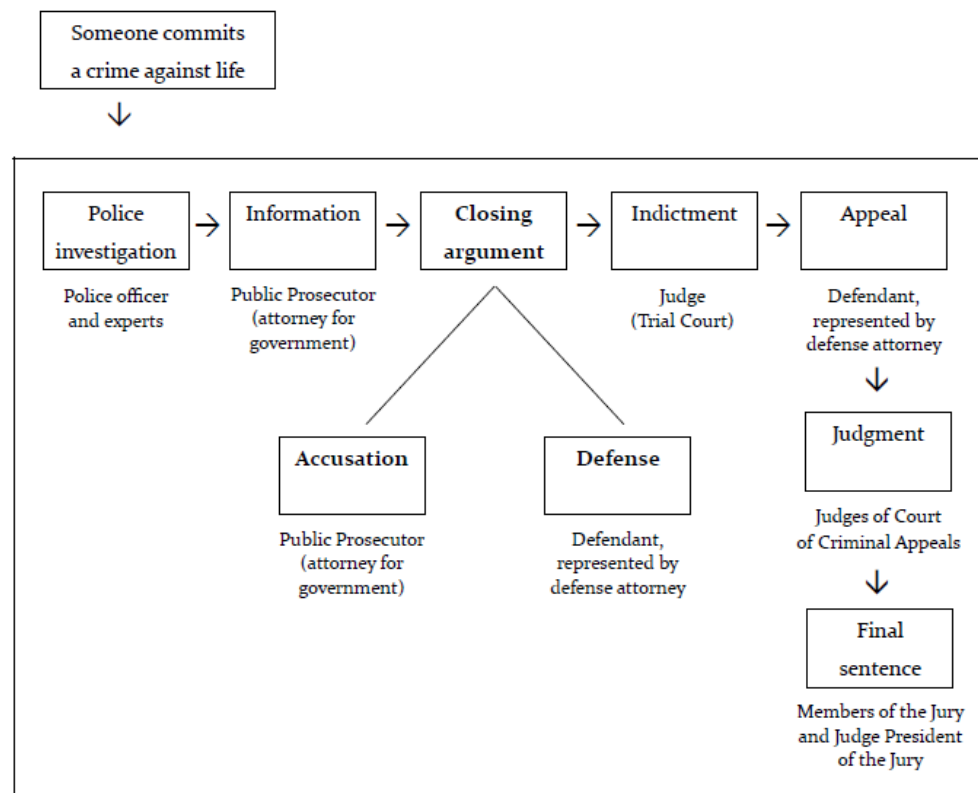 Someone commits
a crime against life
Police
investigation
Police officer
and experts
Information
Public Prosecutor
(attorney for
government)
Closing
argument
Indictment
Judge
(Trial Court)
Appeal
Defendant,
represented by
defense attorney
Accusation
Public Prosecutor
(attorney for
government)
Defense
Defendant,
represented by
defense attorney
Judgment
Judges of Court
of Criminal Appeals
Final
sentence
Members of the Jury
and Judge President
of the Jury